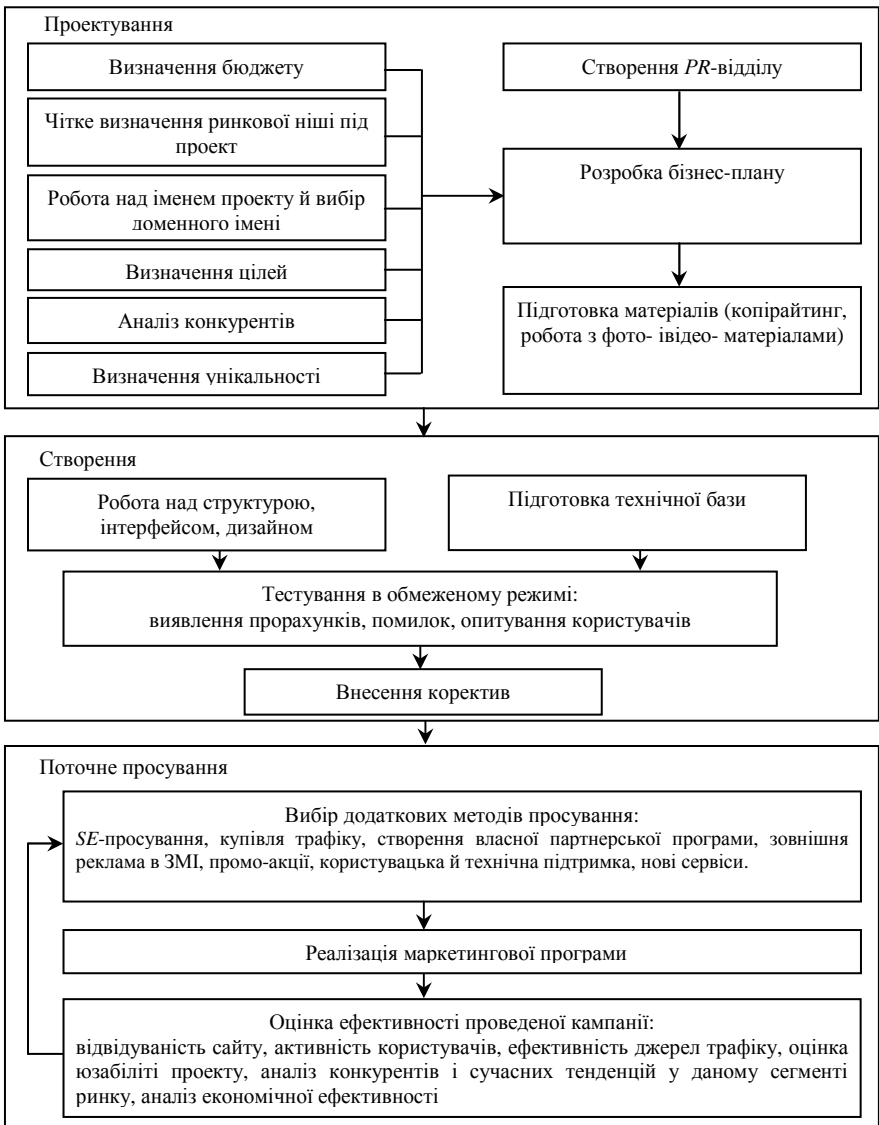 Проектування
Визначення бюджету
Чітке визначення ринкової ніші під
проект
Робота над іменем проекту й вибір
доменного імені
Визначення цілей
Аналіз конкурентів
Визначення унікальності
Створення PR-відділу
Розробка бізнес-плану
Підготовка матеріалів (копірайтинг,
робота з фото- івідео- матеріалами)
Створення
Робота над структурою,
інтерфейсом, дизайном
Підготовка технічної бази
Тестування в обмеженому режимі:
виявлення прорахунків, помилок, опитування користувачів
Внесення коректив
Поточне просування
Вибір додаткових методів просування:
SE-просування, купівля трафіку, створення власної партнерської програми, зовнішня
реклама в ЗМІ, промо-акції, користувацька й технічна підтримка, нові сервіси.
Реалізація маркетингової програми
Оцінка ефективності проведеної кампанії:
відвідуваність сайту, активність користувачів, ефективність джерел трафіку, оцінка
юзабіліті проекту, аналіз конкурентів і сучасних тенденцій у даному сегменті
ринку, аналіз економічної ефективності